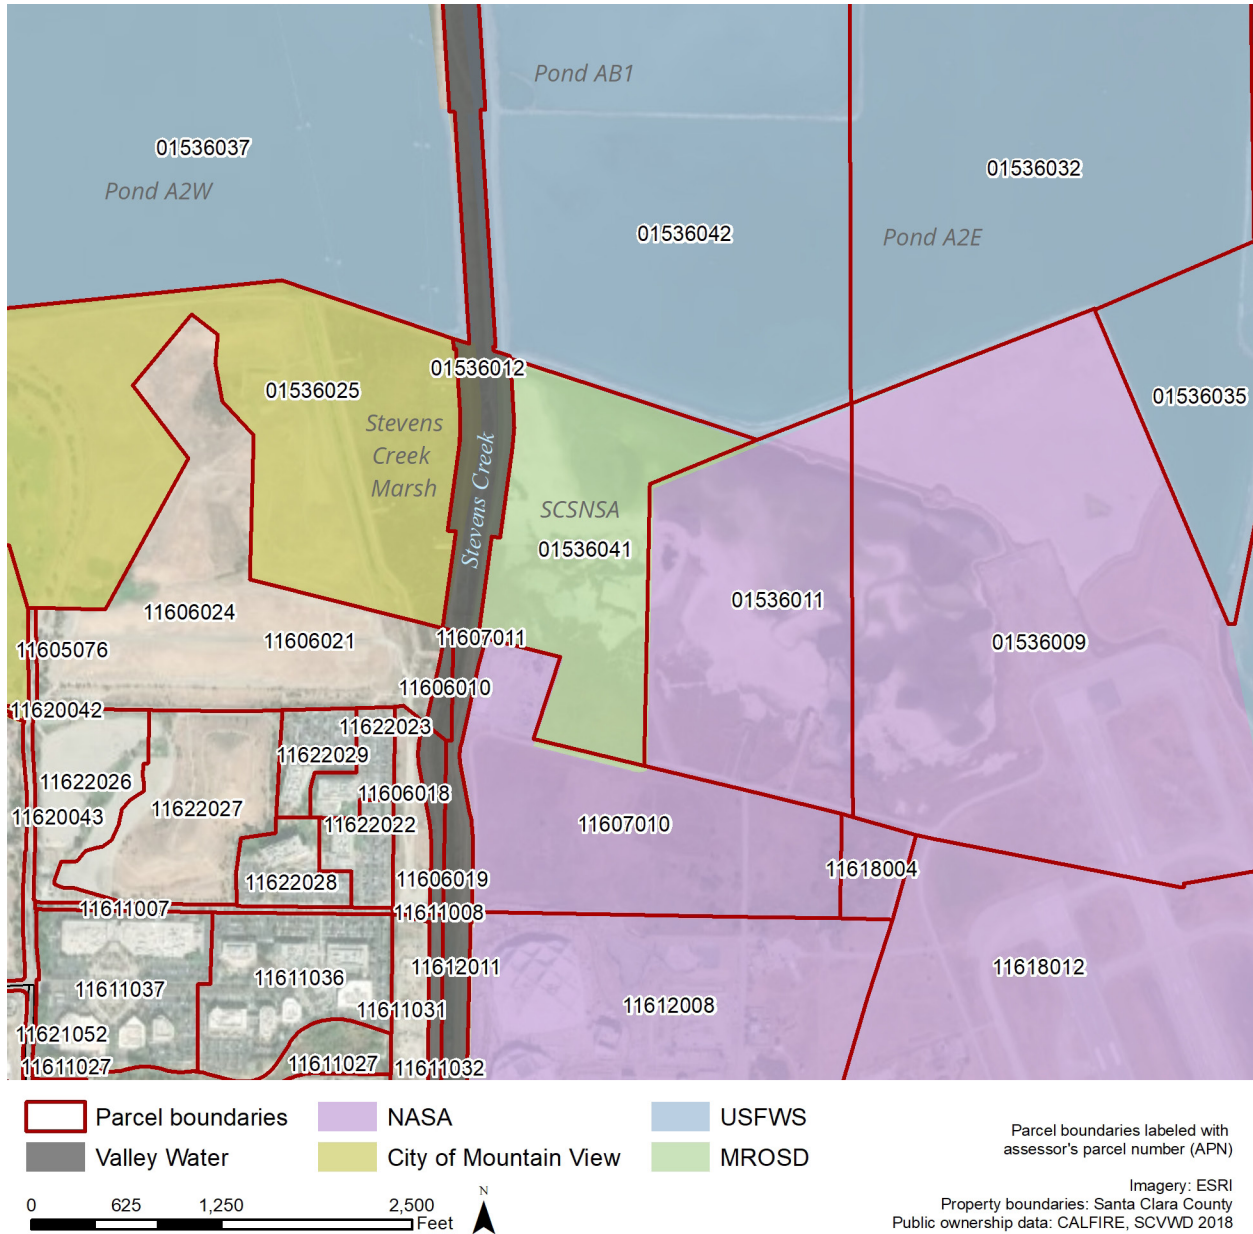 Pond AB1
01536037
01536032
Pond A2W
01536042
Pond A2E
01536012
01536025
01536035
Stevens
Creek
Marsh
Stevens Creek
SCSNSA
01536041
01536011
11606024
11606021
11607011
01536009
11605076
11606010
11620042
11622023
11622029
11622026
11606018
11622027
11620043
11622022
11607010
11618004
11622028
11606019
11611007
11611008
11612011
11618012
11611036
11611037
11611031
11612008
11621052
11611027
11611027
11611032
Parcel boundaries
NASA
USFWS
Valley Water
City of Mountain View
MROSD
Parcel boundaries labeled with
assessor's parcel number (APN)
Imagery: ESRI
Property boundaries: Santa Clara County
Public ownership data: CALFIRE, SCVWD 2018
0 625 1,250 2,500
Feet
N